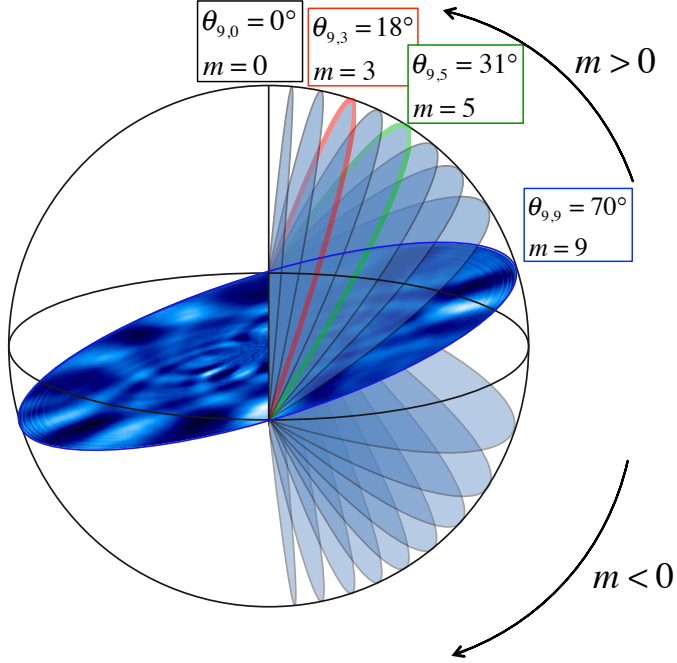 θ₉,₀ = 0°
m = 0
θ₉,₃ = 18°
m = 3
θ₉,₅ = 31°
m = 5
m > 0
θ₉,₉ = 70°
m = 9
m < 0